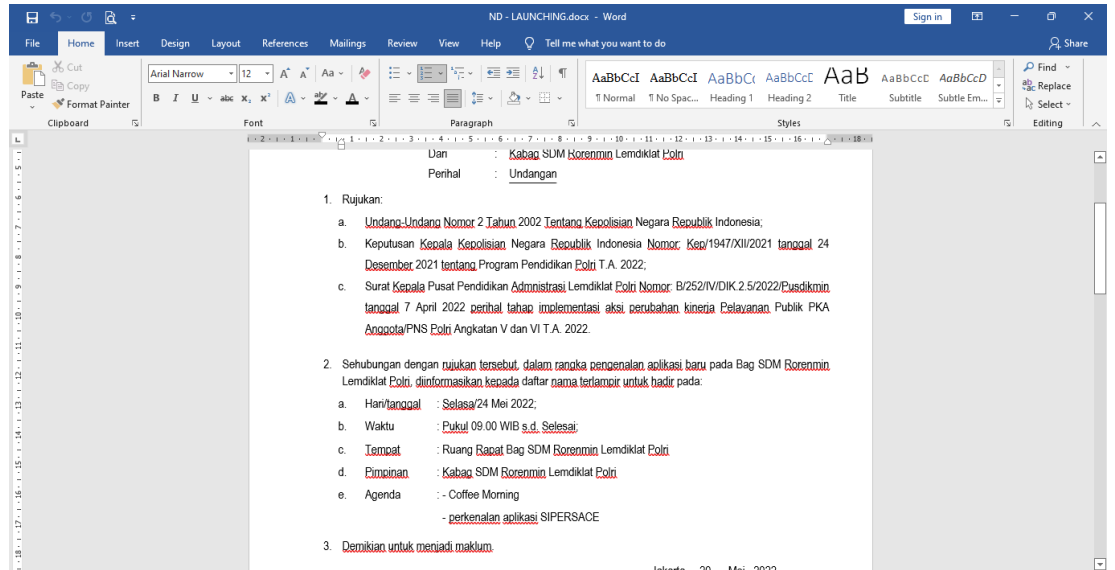 ND - LAUNCHING.docx - Word
Sign in
File Home Insert Design Layout References Mailings Review View Help Tell me what you want to do Share
Paste
Cut
Copy
Format Painter
Clipboard
Arial Narrow 12
Font
Paragraph
AaBbCcI AaBbCcI AaBbC AaBbCcE AaB AaBbCcD AaBbCcD
¶ Normal ¶ No Spac... Heading 1 Heading 2 Title Subtitle Subtle Em...
Styles
Find
Replace
Select
Editing
Dari : Kabag SDM Rorenmin Lemdiklat Polri
Perihal : Undangan
1. Rujukan:
a. Undang-Undang Nomor 2 Tahun 2002 Tentang Kepolisian Negara Republik Indonesia;
b. Keputusan Kepala Kepolisian Negara Republik Indonesia Nomor: Kep/1947/XII/2021 tanggal 24
Desember 2021 tentang Program Pendidikan Polri T.A. 2022;
c. Surat Kepala Pusat Pendidikan Admnistrasi Lemdiklat Polri Nomor: B/252/IV/DIK.2.5/2022/Pusdikmin
tanggal 7 April 2022 perihal tahap implementasi aksi perubahan kinerja Pelayanan Publik PKA
Anggota/PNS Polri Angkatan V dan VI T.A. 2022.
2. Sehubungan dengan rujukan tersebut, dalam rangka pengenalan aplikasi baru pada Bag SDM Rorenmin
Lemdiklat Polri, diinformasikan kepada daftar nama terlampir untuk hadir pada:
a. Hari/tanggal : Selasa/24 Mei 2022;
b. Waktu : Pukul 09.00 WIB s.d. Selesai;
c. Tempat : Ruang Rapat Bag SDM Rorenmin Lemdiklat Polri
d. Pimpinan : Kabag SDM Rorenmin Lemdiklat Polri
e. Agenda : - Coffee Morning
- perkenalan aplikasi SIPERSACE
3. Demikian untuk menjadi maklum.
Jakarta 20 Mei 2022